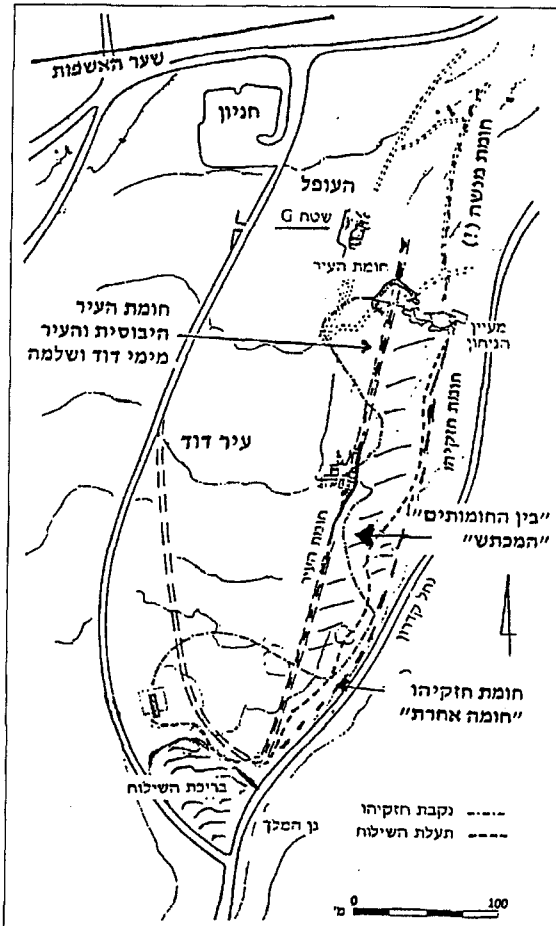 שער האשפות
חניון
העופל
שטח G
חומת העיר
חומת מנשה (?)
מעיין
הגיחון
חומת העיר
היבוסית והעיר
מימי דוד ושלמה
חומת חזקיהו
עיר דוד
חומת העיר
"בין החומותים"
"המכתש"
נחל קדרון
חומת חזקיהו
"חומה אחרת"
בריכת השילוח
גן המלך
נקבת חזקיהו
תעלת השילוח
0 100
מ'